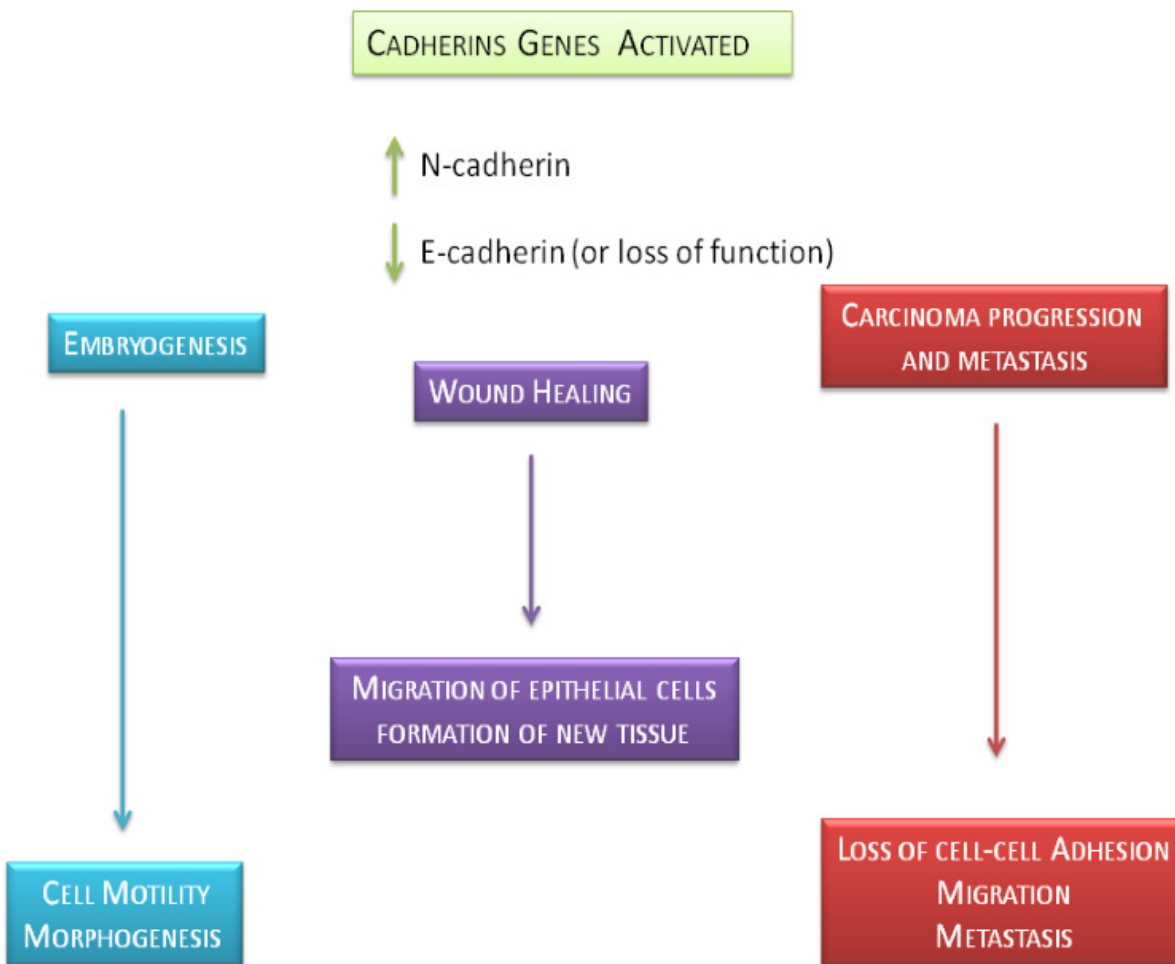 CADHERINS GENES ACTIVATED
N-cadherin
E-cadherin (or loss of function)
EMBRYOGENESIS
WOUND HEALING
CARCINOMA PROGRESSION
AND METASTASIS
MIGRATION OF EPITHELIAL CELLS
FORMATION OF NEW TISSUE
CELL MOTILITY
MORPHOGENESIS
LOSS OF CELL-CELL ADHESION
MIGRATION
METASTASIS